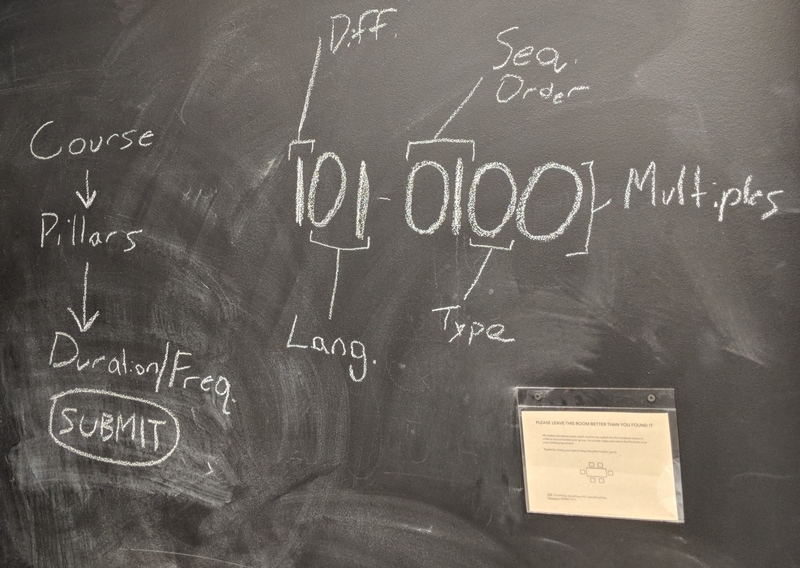 Course
Pillars
Duration/Freq.
SUBMIT
Diff.
Seq.
Order
101-0100
Multiples
Lang.
Type
PLEASE LEAVE THIS ROOM BETTER THAN YOU FOUND IT